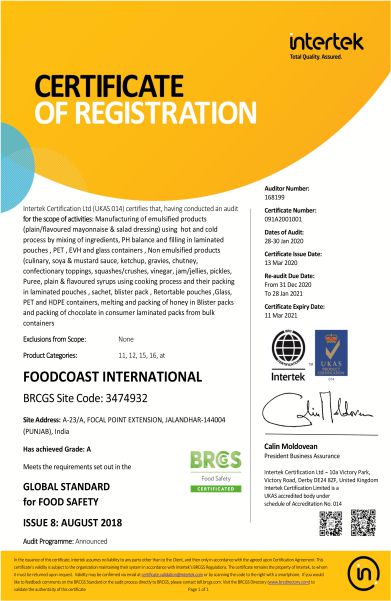 intertek
Total Quality. Assured.
CERTIFICATE
OF REGISTRATION
Intertek Certification Ltd (UKAS 014) certifies that, having conducted an audit
for the scope of activities: Manufacturing of emulsified products
(plain/flavoured mayonnaise & salad dressing) using hot and cold
process by mixing of ingredients, PH balance and filling in laminated
pouches , PET , EVH and glass containers , Non emulsified products
(culinary, soya & mustard sauce, ketchup, gravies, chutney,
confectionary toppings, squashes/crushes, vinegar, jam/jellies, pickles,
Puree, plain & flavoured syrups using cooking process and their packing
in laminated pouches , sachet, blister pack , Retortable pouches ,Glass,
PET and HDPE containers, melting and packing of honey in Blister packs
and packing of chocolate in consumer laminated packs from bulk
containers
Exclusions from Scope: None
Product Categories: 11, 12, 15, 16, at
FOODCOAST INTERNATIONAL
BRCGS Site Code: 3474932
Site Address: A-23/A, FOCAL POINT EXTENSION, JALANDHAR-144004
(PUNJAB), India
Has achieved Grade: A
Meets the requirements set out in the
GLOBAL STANDARD
for FOOD SAFETY
ISSUE 8: AUGUST 2018
Audit Programme: Announced
BRCGS
Food Safety
CERTIFICATED
Auditor Number:
168199
Certificate Number:
091A2001001
Dates of Audit:
28-30 Jan 2020
Certificate Issue Date:
13 Mar 2020
Re-audit Due Date:
From 31 Dec 2020
To 28 Jan 2021
Certificate Expiry Date:
11 Mar 2021
Intertek
UKAS
014
Calin Moldovean
Calin Moldovean
President Business Assurance
Intertek Certification Ltd – 10a Victory Park,
Victory Road, Derby DE24 8ZF, United Kingdom
Intertek Certification Limited is a
UKAS accredited body under
schedule of Accreditation No. 014
In the issuance of this certificate, Intertek assumes no liability to any party other than to the Client, and then only in accordance with the agreed upon Certification Agreement. This
certificate's validity is subject to the organization maintaining their system in accordance with Intertek's BRCGS Regulations. The certificate remains the property of Intertek, to whom
it must be returned upon request. Validity may be confirmed via email at certificate.validation@intertek.com or by scanning the code to the right with a smartphone. If you would
like to feedback comments on the BRCGS Standard or the audit process directly to BRCGS, please contact tell.brcgs.com. Visit the BRCGS Directory (www.brcdirectory.com) to
validate the authenticity of this certificate
Page 1 of 1
in